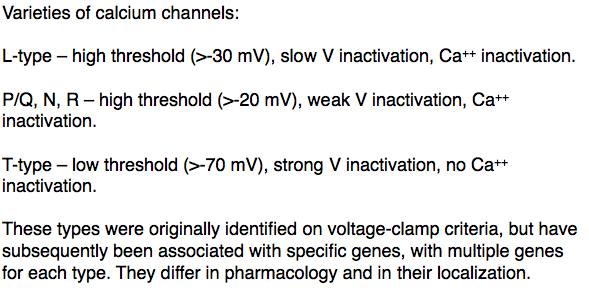 Varieties of calcium channels:
L-type – high threshold (>-30 mV), slow V inactivation, Ca++ inactivation.
P/Q, N, R – high threshold (>-20 mV), weak V inactivation, Ca++
inactivation.
T-type – low threshold (>-70 mV), strong V inactivation, no Ca++
inactivation.
These types were originally identified on voltage-clamp criteria, but have
subsequently been associated with specific genes, with multiple genes
for each type. They differ in pharmacology and in their localization.